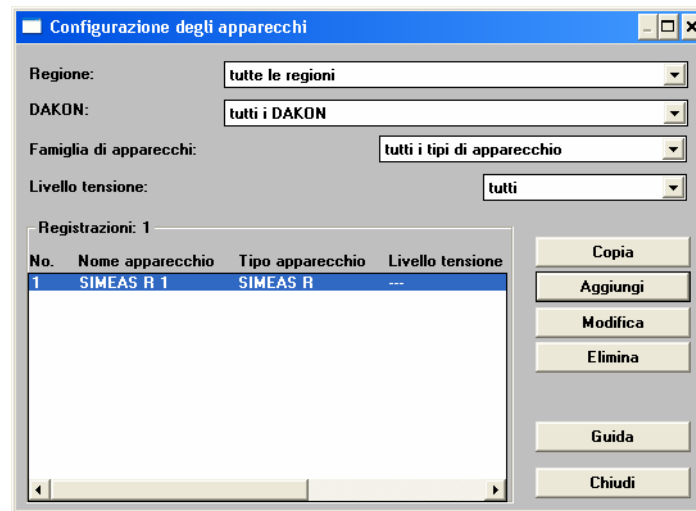 Configurazione degli apparecchi
Regione: tutte le regioni
DAKON: tutti i DAKON
Famiglia di apparecchi: tutti i tipi di apparecchio
Livello tensione: tutti
Registrazioni: 1
No. Nome apparecchio Tipo apparecchio Livello tensione
1 SIMEAS R 1 SIMEAS R ---
Copia
Aggiungi
Modifica
Elimina
Guida
Chiudi